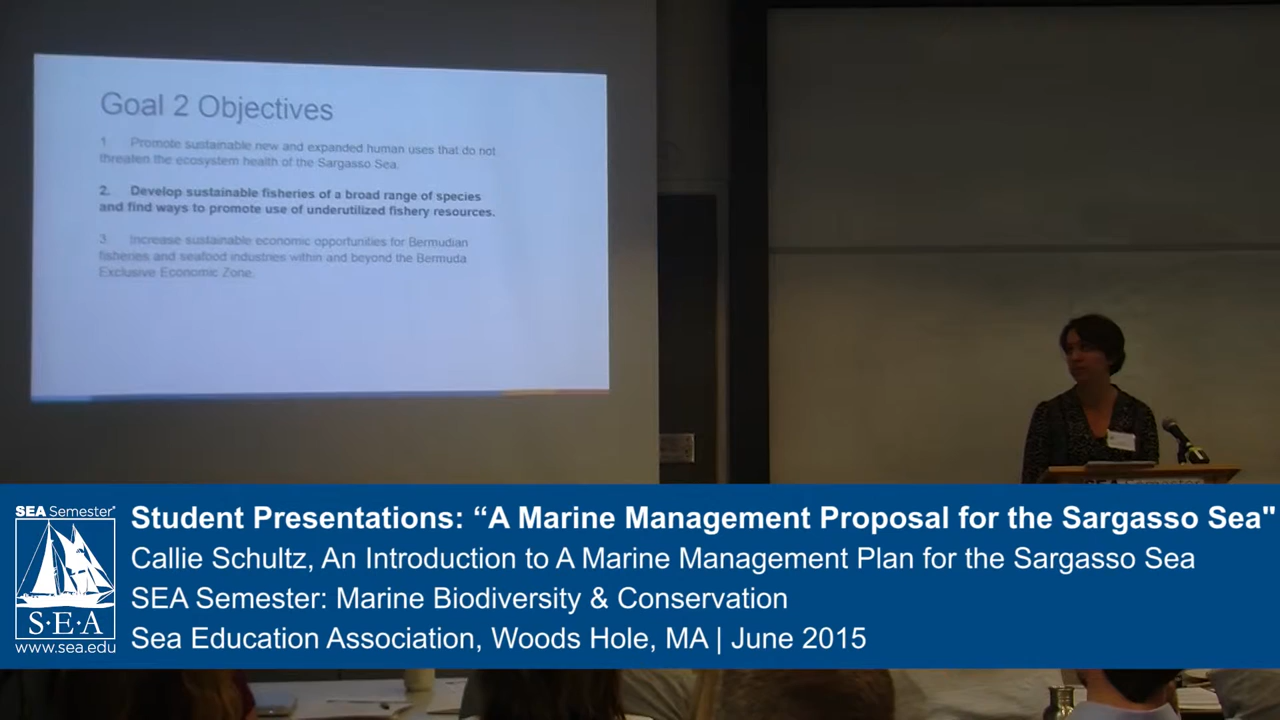 Goal 2 Objectives
1 Promote sustainable new and expanded human uses that do not
threaten the ecosystem health of the Sargasso Sea.
2. Develop sustainable fisheries of a broad range of species
and find ways to promote use of underutilized fishery resources.
3 Increase sustainable economic opportunities for Bermudian
fisheries and seafood industries within and beyond the Bermuda
Exclusive Economic Zone.
SEA Semester
SEA Semester®
S·E·A
www.sea.edu
Student Presentations: “A Marine Management Proposal for the Sargasso Sea"
Callie Schultz, An Introduction to A Marine Management Plan for the Sargasso Sea
SEA Semester: Marine Biodiversity & Conservation
Sea Education Association, Woods Hole, MA | June 2015